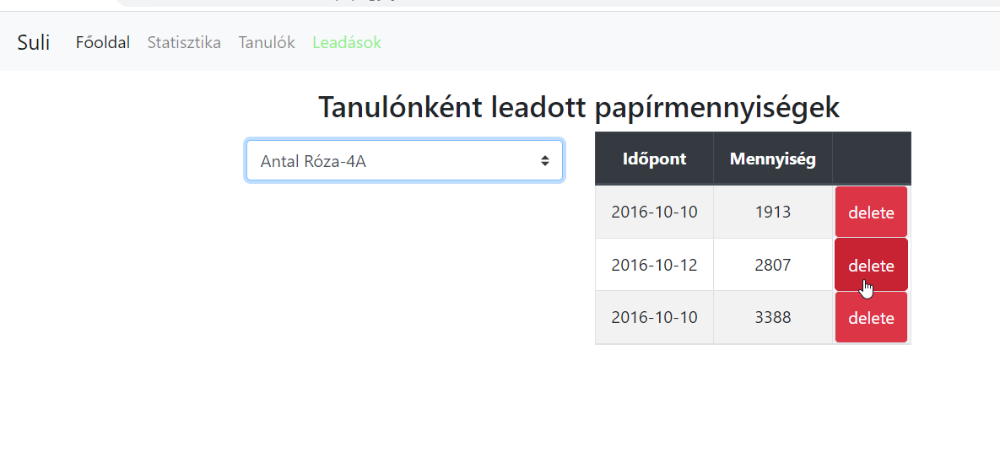 Suli Főoldal Statisztika Tanulók Leadások
Tanulónként leadott papírmennyiségek
Antal Róza-4A
Időpont Mennyiség
2016-10-10 1913 delete
2016-10-12 2807 delete
2016-10-10 3388 delete